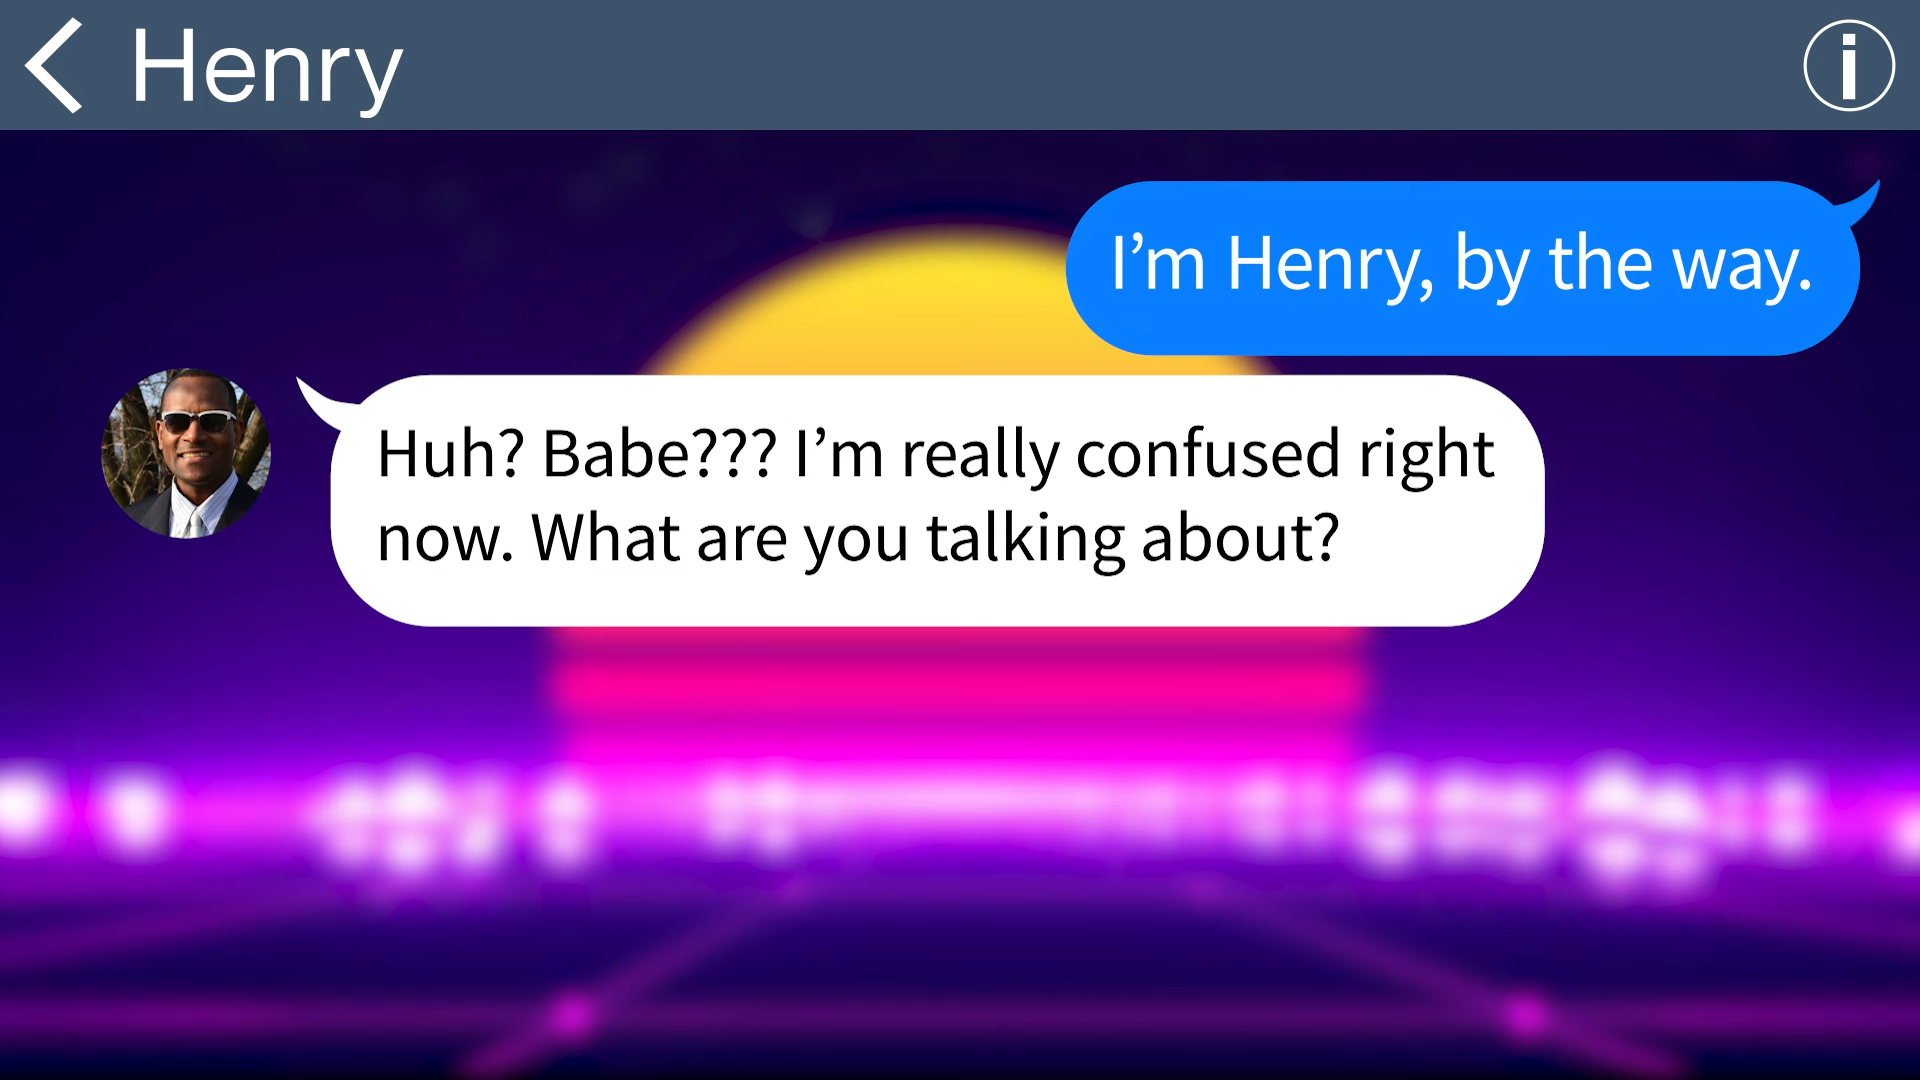 Henry
I’m Henry, by the way.
Huh? Babe??? I’m really confused right
now. What are you talking about?